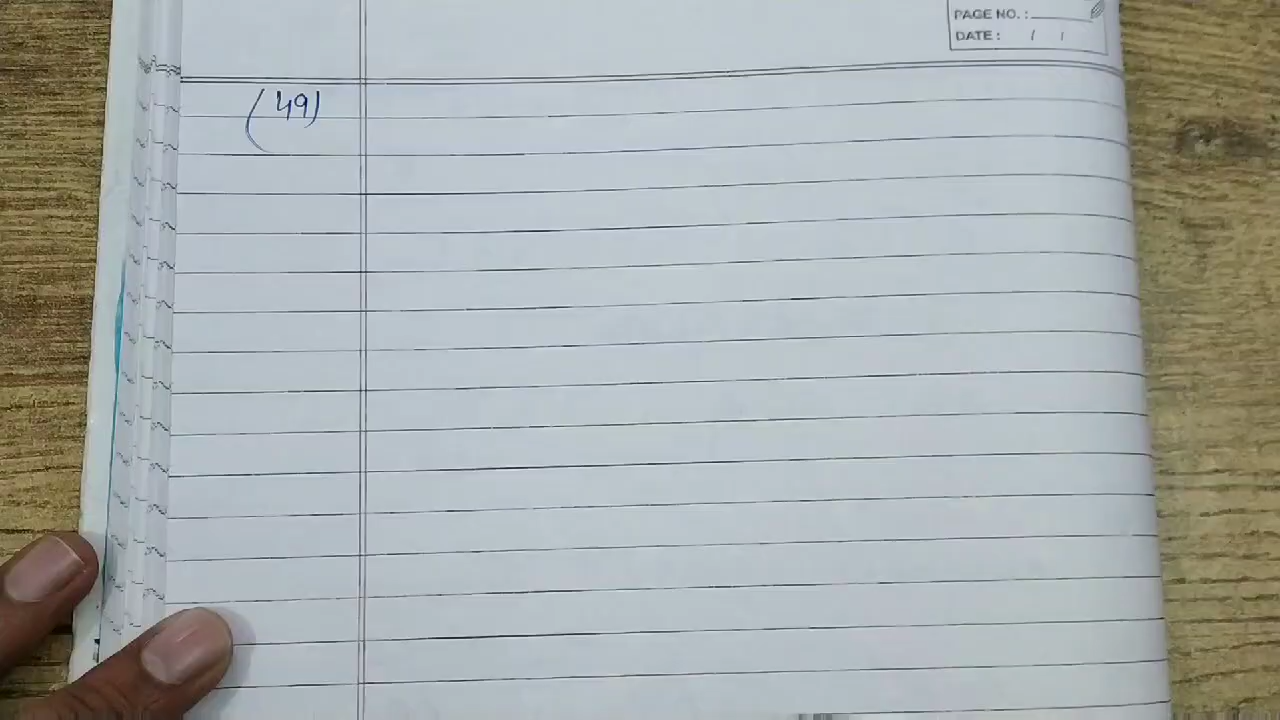 PAGE NO. :
DATE : / /
(49)